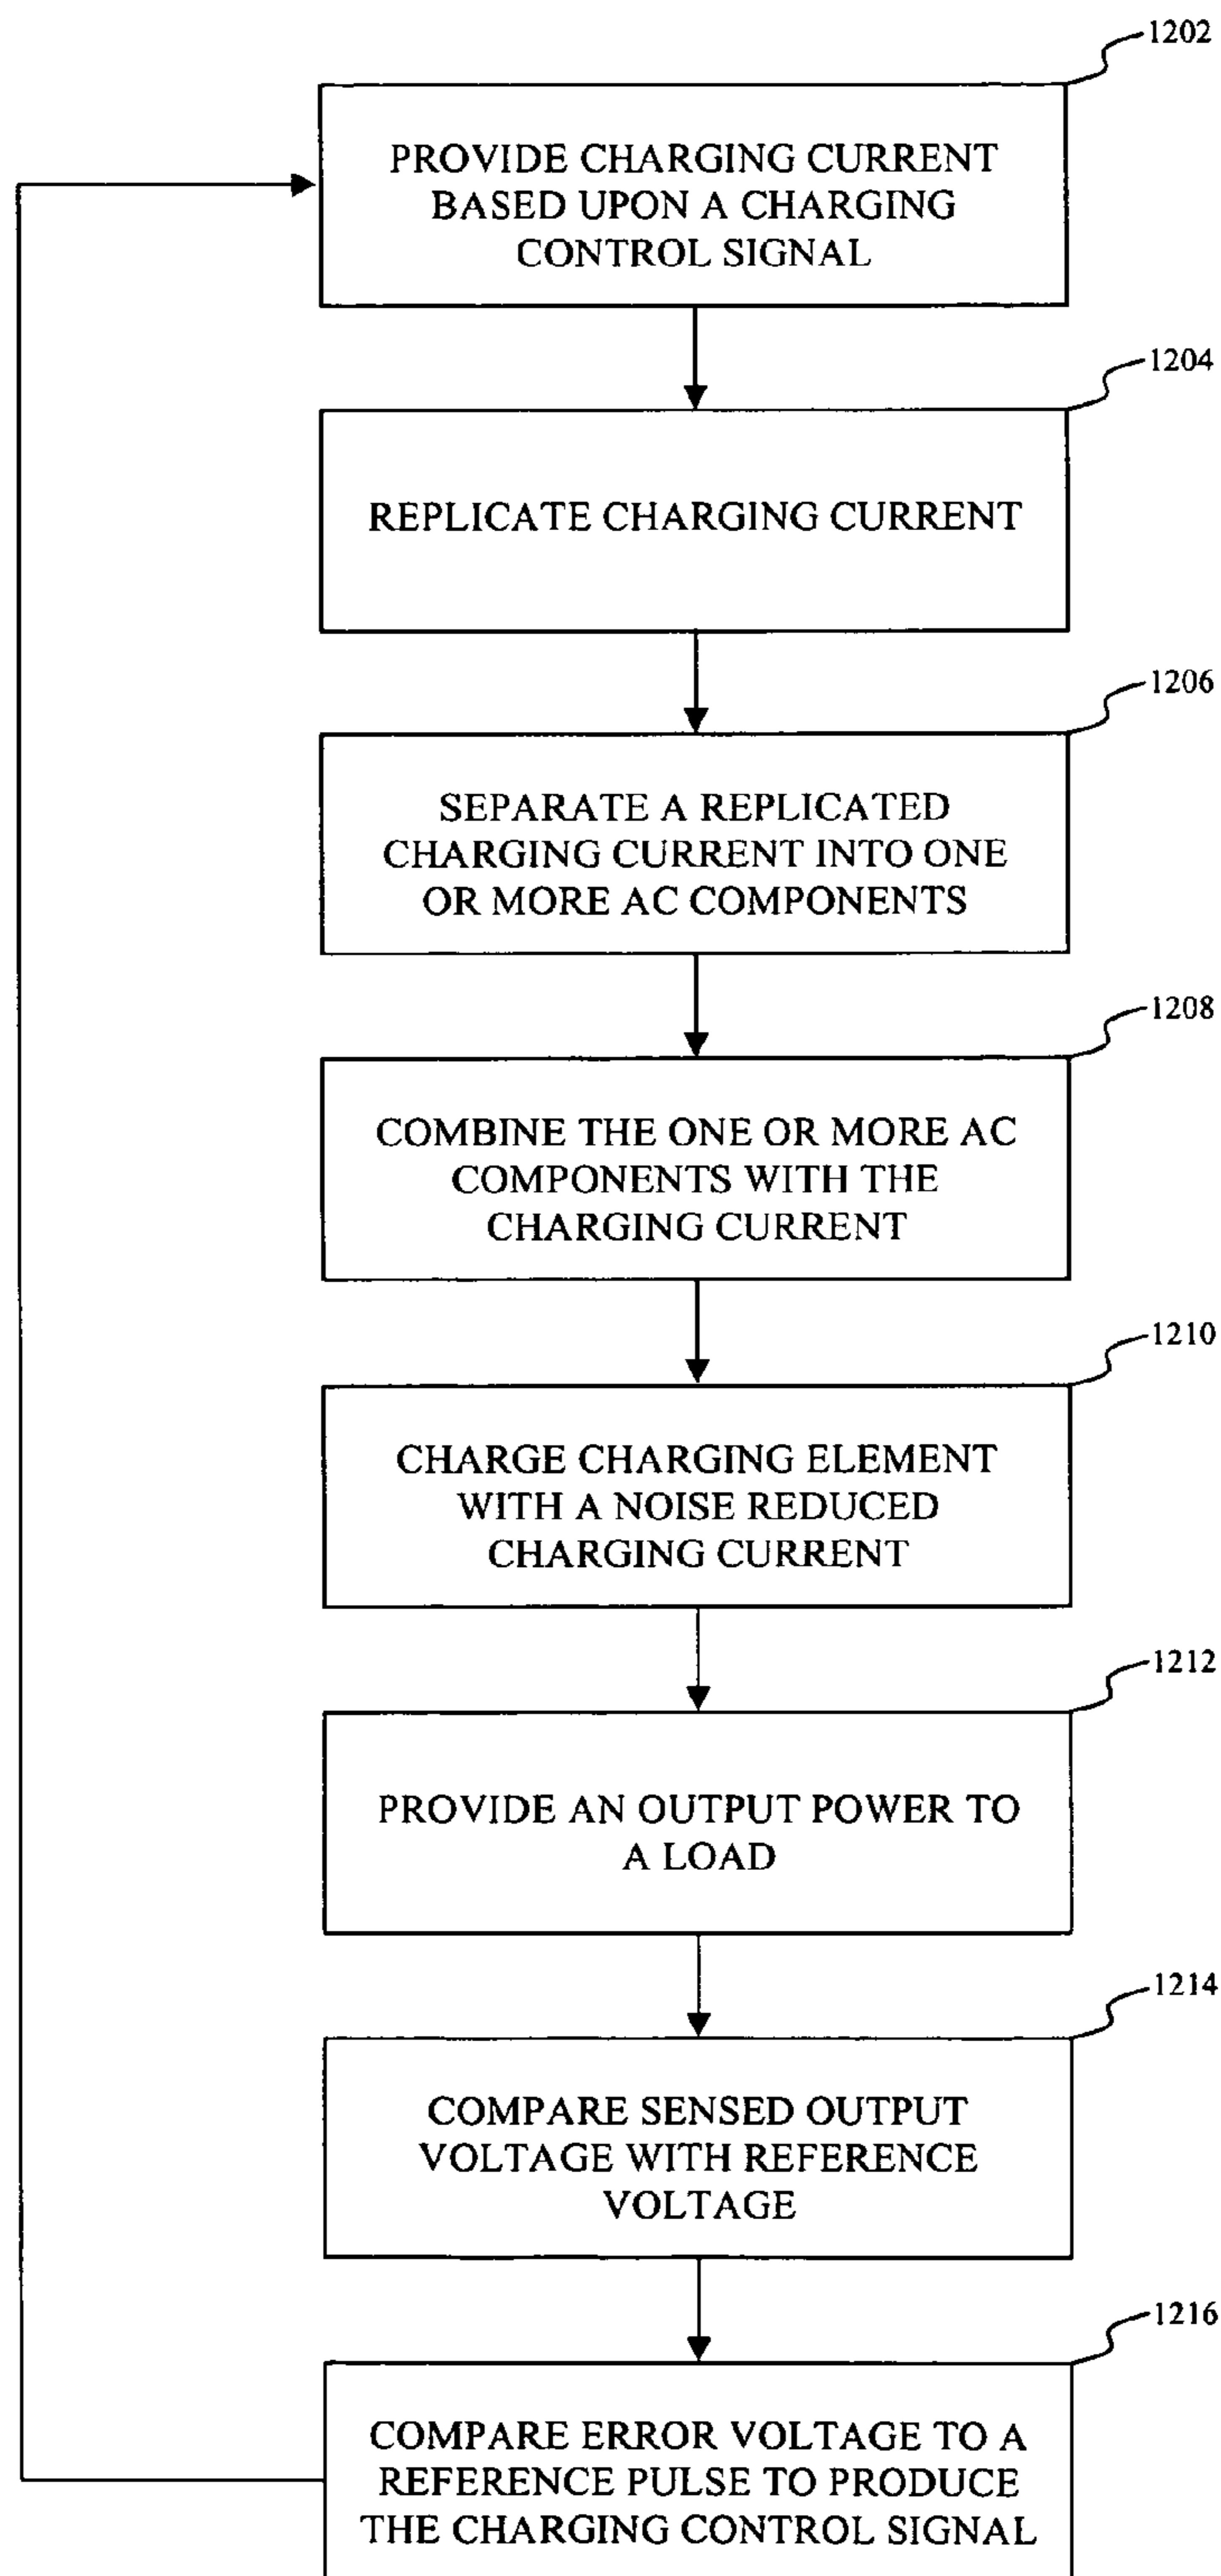 1202
PROVIDE CHARGING CURRENT
BASED UPON A CHARGING
CONTROL SIGNAL
1204
REPLICATE CHARGING CURRENT
1206
SEPARATE A REPLICATED
CHARGING CURRENT INTO ONE
OR MORE AC COMPONENTS
1208
COMBINE THE ONE OR MORE AC
COMPONENTS WITH THE
CHARGING CURRENT
1210
CHARGE CHARGING ELEMENT
WITH A NOISE REDUCED
CHARGING CURRENT
1212
PROVIDE AN OUTPUT POWER TO
A LOAD
1214
COMPARE SENSED OUTPUT
VOLTAGE WITH REFERENCE
VOLTAGE
1216
COMPARE ERROR VOLTAGE TO A
REFERENCE PULSE TO PRODUCE
THE CHARGING CONTROL SIGNAL